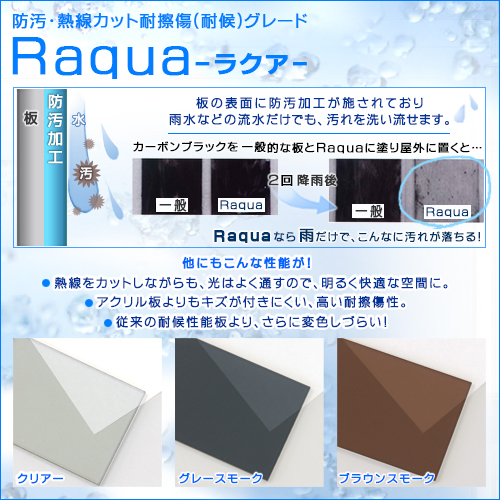 防汚・熱線カット耐擦傷(耐候)グレード
Raqua-ラクアー-
板
防汚加工
水
汚
板の表面に防汚加工が施されており
雨水などの流水だけでも、汚れを洗い流せます。
カーボンブラックを一般的な板とRaquaに塗り屋外に置くと…
一般
Raqua
2回降雨後
一般
Raqua
Raquaなら雨だけで、こんなに汚れが落ちる!
他にもこんな性能が!
●熱線をカットしながらも、光はよく通すので、明るく快適な空間に。
●アクリル板よりもキズが付きにくい、高い耐擦傷性。
●従来の耐候性能板より、さらに変色しづらい!
クリアー
グレースモーク
ブラウンスモーク